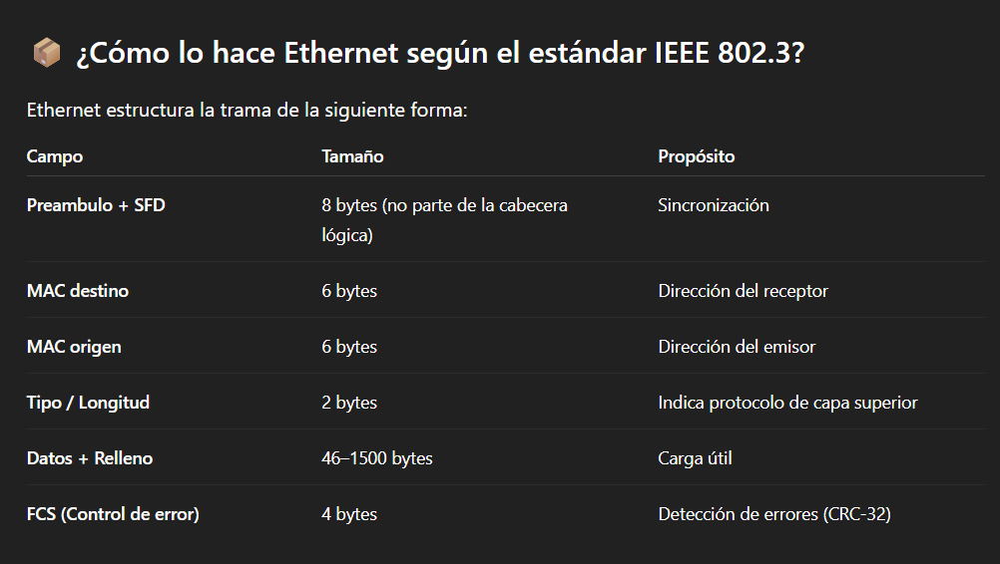 📦 ¿Cómo lo hace Ethernet según el estándar IEEE 802.3?
Ethernet estructura la trama de la siguiente forma:
Campo Tamaño Propósito
Preambulo + SFD 8 bytes (no parte de la cabecera lógica) Sincronización
MAC destino 6 bytes Dirección del receptor
MAC origen 6 bytes Dirección del emisor
Tipo / Longitud 2 bytes Indica protocolo de capa superior
Datos + Relleno 46–1500 bytes Carga útil
FCS (Control de error) 4 bytes Detección de errores (CRC-32)